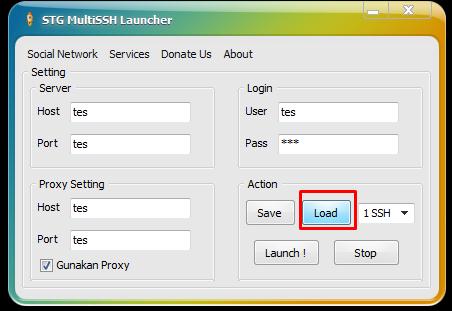 STG MultiSSH Launcher
Social Network Services Donate Us About
Setting
Server
Host tes
Port tes
Login
User tes
Pass ***
Proxy Setting
Host tes
Port tes
Gunakan Proxy
Action
Save Load 1 SSH
Launch ! Stop